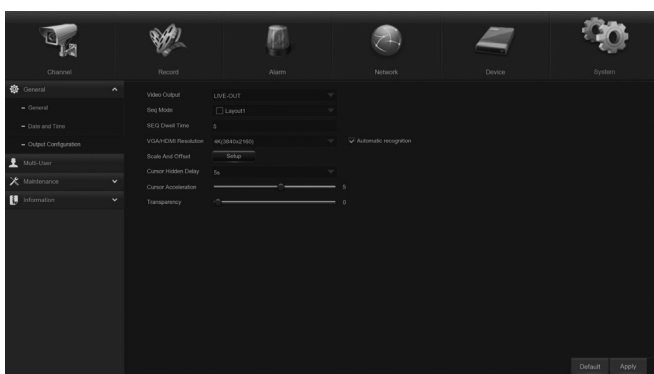 Channel Record Alarm Network Device System
General
General
Date and Time
Output Configuration
Multi-User
Maintenance
Information
Video Output LIVE-OUT
Seq Mode Layout1
SEQ Dwell Time 5
VGA/HDMI Resolution 4K(3840x2160) Automatic recognition
Scale And Offset Setup
Cursor Hidden Delay 5s
Cursor Acceleration 5
Transparency 0
Default Apply